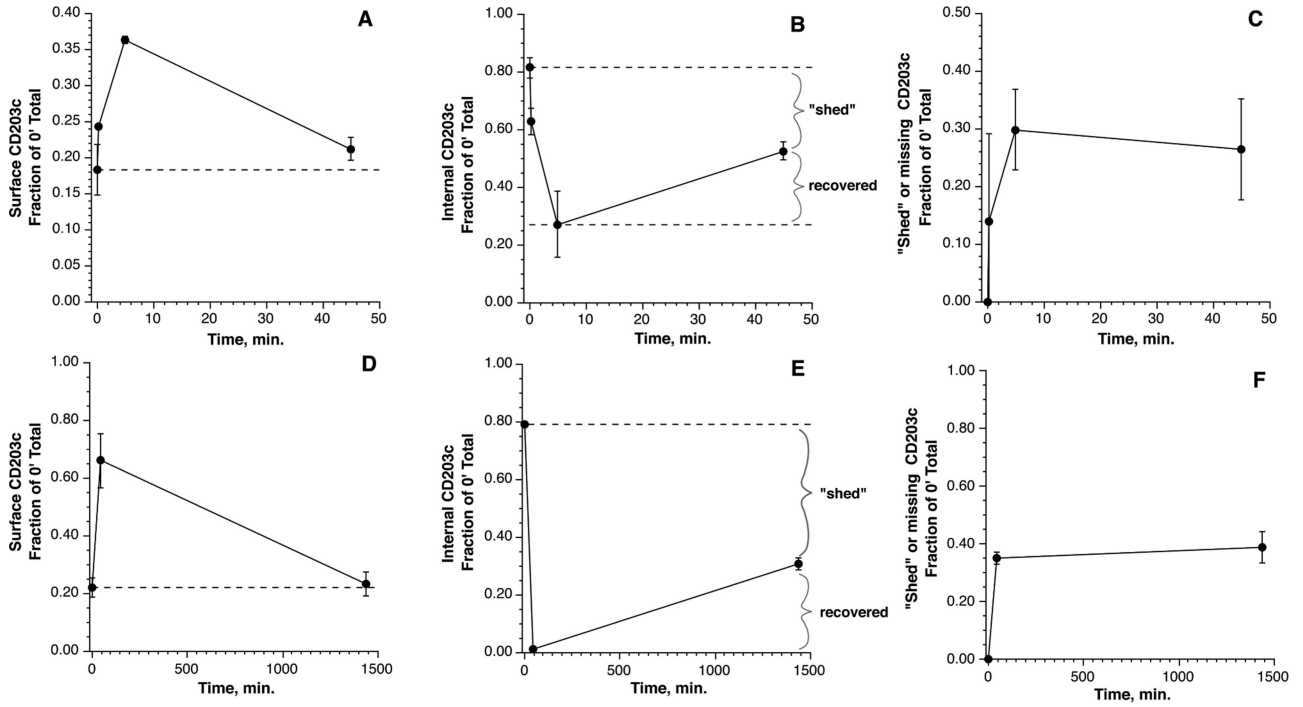 A
Surface CD203c
Fraction of 0' Total
0.40
0.35
0.30
0.25
0.20
0.15
0.10
0.05
0.00
0 10 20 30 40 50
Time, min.
B
Internal CD203c
Fraction of 0' Total
1.00
0.80
0.60
0.40
0.20
0.00
"shed"
recovered
0 10 20 30 40 50
Time, min.
C
"Shed" or missing CD203c
Fraction of 0' Total
0.50
0.40
0.30
0.20
0.10
0.00
0 10 20 30 40 50
Time, min.
D
Surface CD203c
Fraction of 0' Total
1.00
0.80
0.60
0.40
0.20
0.00
0 500 1000 1500
Time, min.
E
Internal CD203c
Fraction of 0' Total
1.00
0.80
0.60
0.40
0.20
0.00
"shed"
recovered
0 500 1000 1500
Time, min.
F
"Shed" or missing CD203c
Fraction of 0' Total
1.00
0.80
0.60
0.40
0.20
0.00
0 500 1000 1500
Time, min.